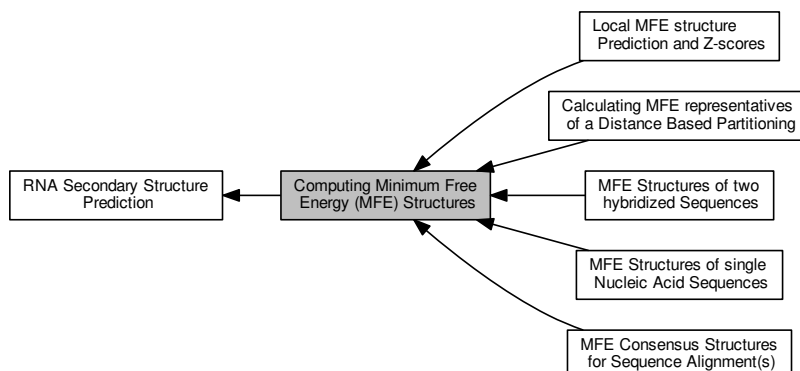 Local MFE structure
Prediction and Z-scores
Calculating MFE representatives
of a Distance Based Partitioning
RNA Secondary Structure
Prediction
Computing Minimum Free
Energy (MFE) Structures
MFE Structures of two
hybridized Sequences
MFE Structures of single
Nucleic Acid Sequences
MFE Consensus Structures
for Sequence Alignment(s)